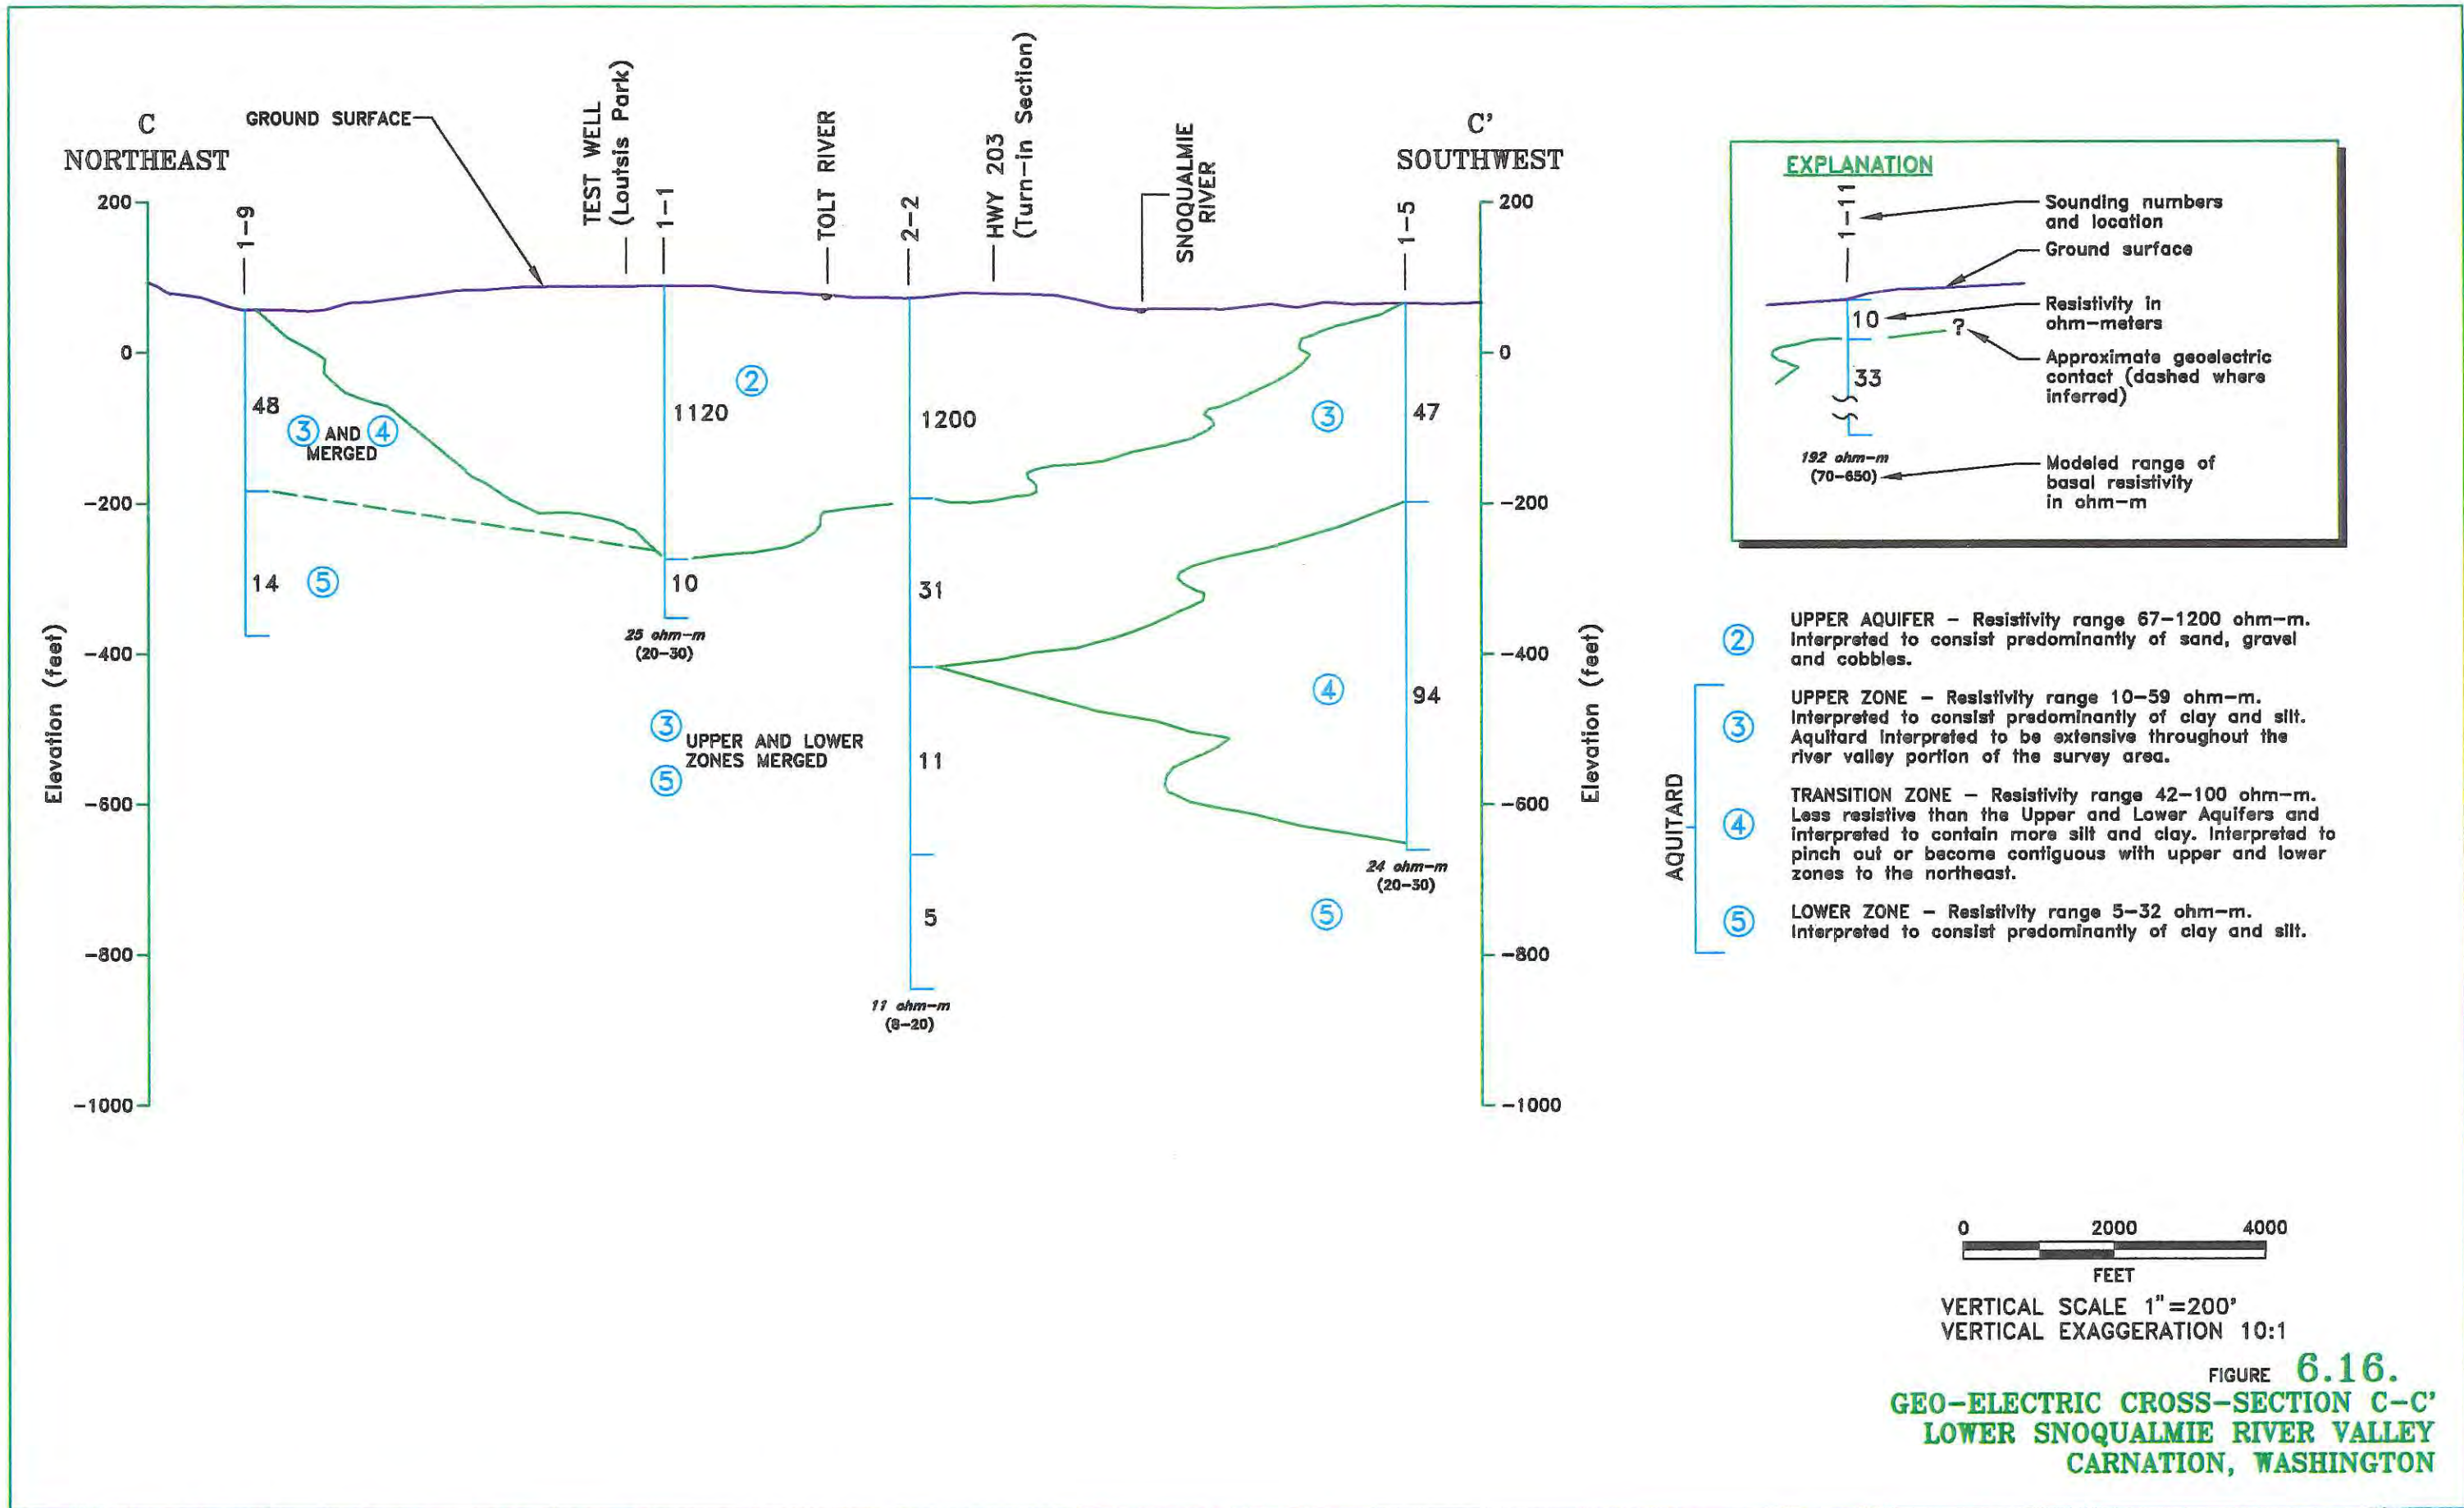 C
NORTHEAST
GROUND SURFACE
TEST WELL
(Loutsis Park)
1-1
TOLT RIVER
2-2
HWY 203
(Turn-in Section)
SNOQUALMIE
RIVER
C'
SOUTHWEST
1-9
1-5
200
0
-200
-400
-600
-800
-1000
Elevation (feet)
48
3 AND 4
MERGED
14
5
1120
2
10
25 ohm-m
(20-30)
3
UPPER AND LOWER
ZONES MERGED
5
1200
31
11
5
11 ohm-m
(8-20)
3
47
4
94
24 ohm-m
(20-30)
5
200
0
-200
-400
-600
-800
-1000
Elevation (feet)
EXPLANATION
1-11
Sounding numbers
and location
Ground surface
10
Resistivity in
ohm-meters
?
Approximate geoelectric
contact (dashed where
inferred)
33
192 ohm-m
(70-650)
Modeled range of
basal resistivity
in ohm-m
2
UPPER AQUIFER - Resistivity range 67-1200 ohm-m.
Interpreted to consist predominantly of sand, gravel
and cobbles.
AQUITARD
3
UPPER ZONE - Resistivity range 10-59 ohm-m.
Interpreted to consist predominantly of clay and silt.
Aquitard interpreted to be extensive throughout the
river valley portion of the survey area.
4
TRANSITION ZONE - Resistivity range 42-100 ohm-m.
Less resistive than the Upper and Lower Aquifers and
interpreted to contain more silt and clay. Interpreted to
pinch out or become contiguous with upper and lower
zones to the northeast.
5
LOWER ZONE - Resistivity range 5-32 ohm-m.
Interpreted to consist predominantly of clay and silt.
0 2000 4000
FEET
VERTICAL SCALE 1"=200'
VERTICAL EXAGGERATION 10:1
FIGURE 6.16.
GEO-ELECTRIC CROSS-SECTION C-C'
LOWER SNOQUALMIE RIVER VALLEY
CARNATION, WASHINGTON